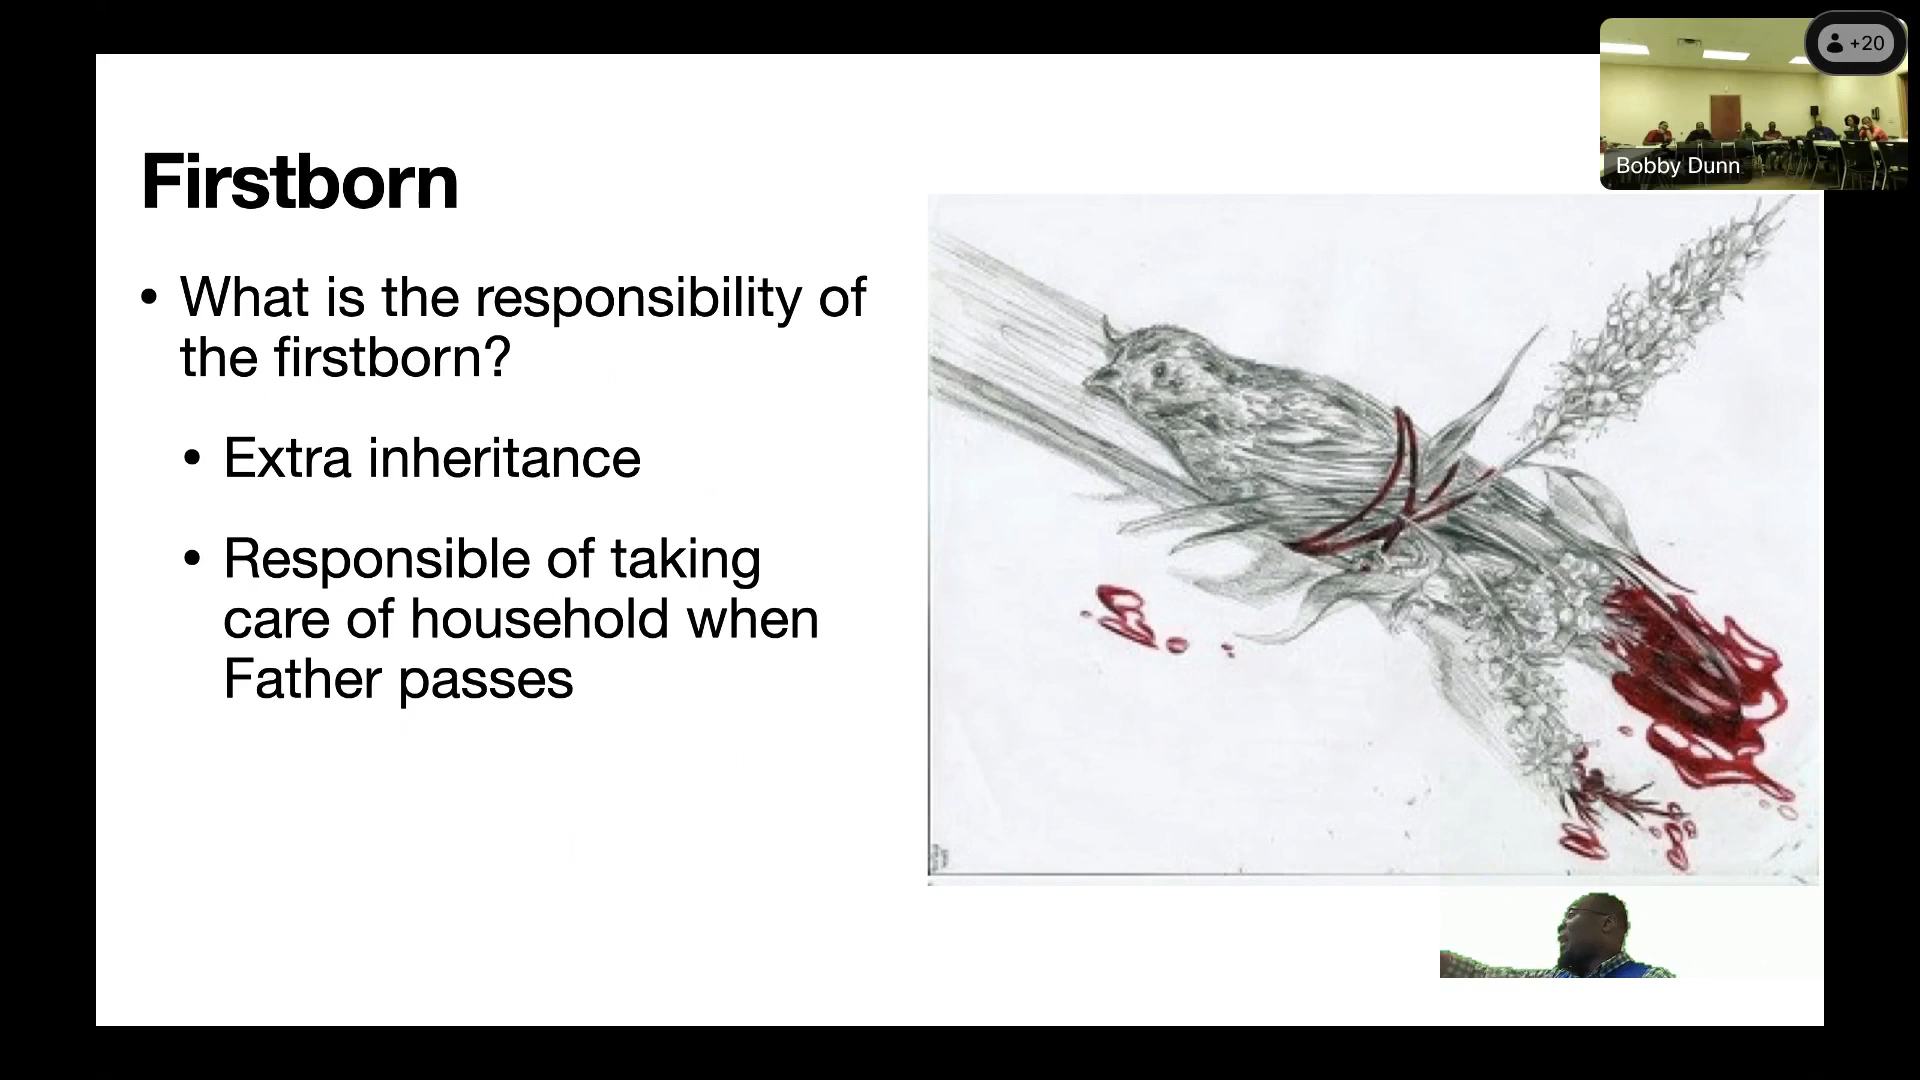 +20
Bobby Dunn
Firstborn
• What is the responsibility of
the firstborn?
• Extra inheritance
• Responsible of taking
care of household when
Father passes